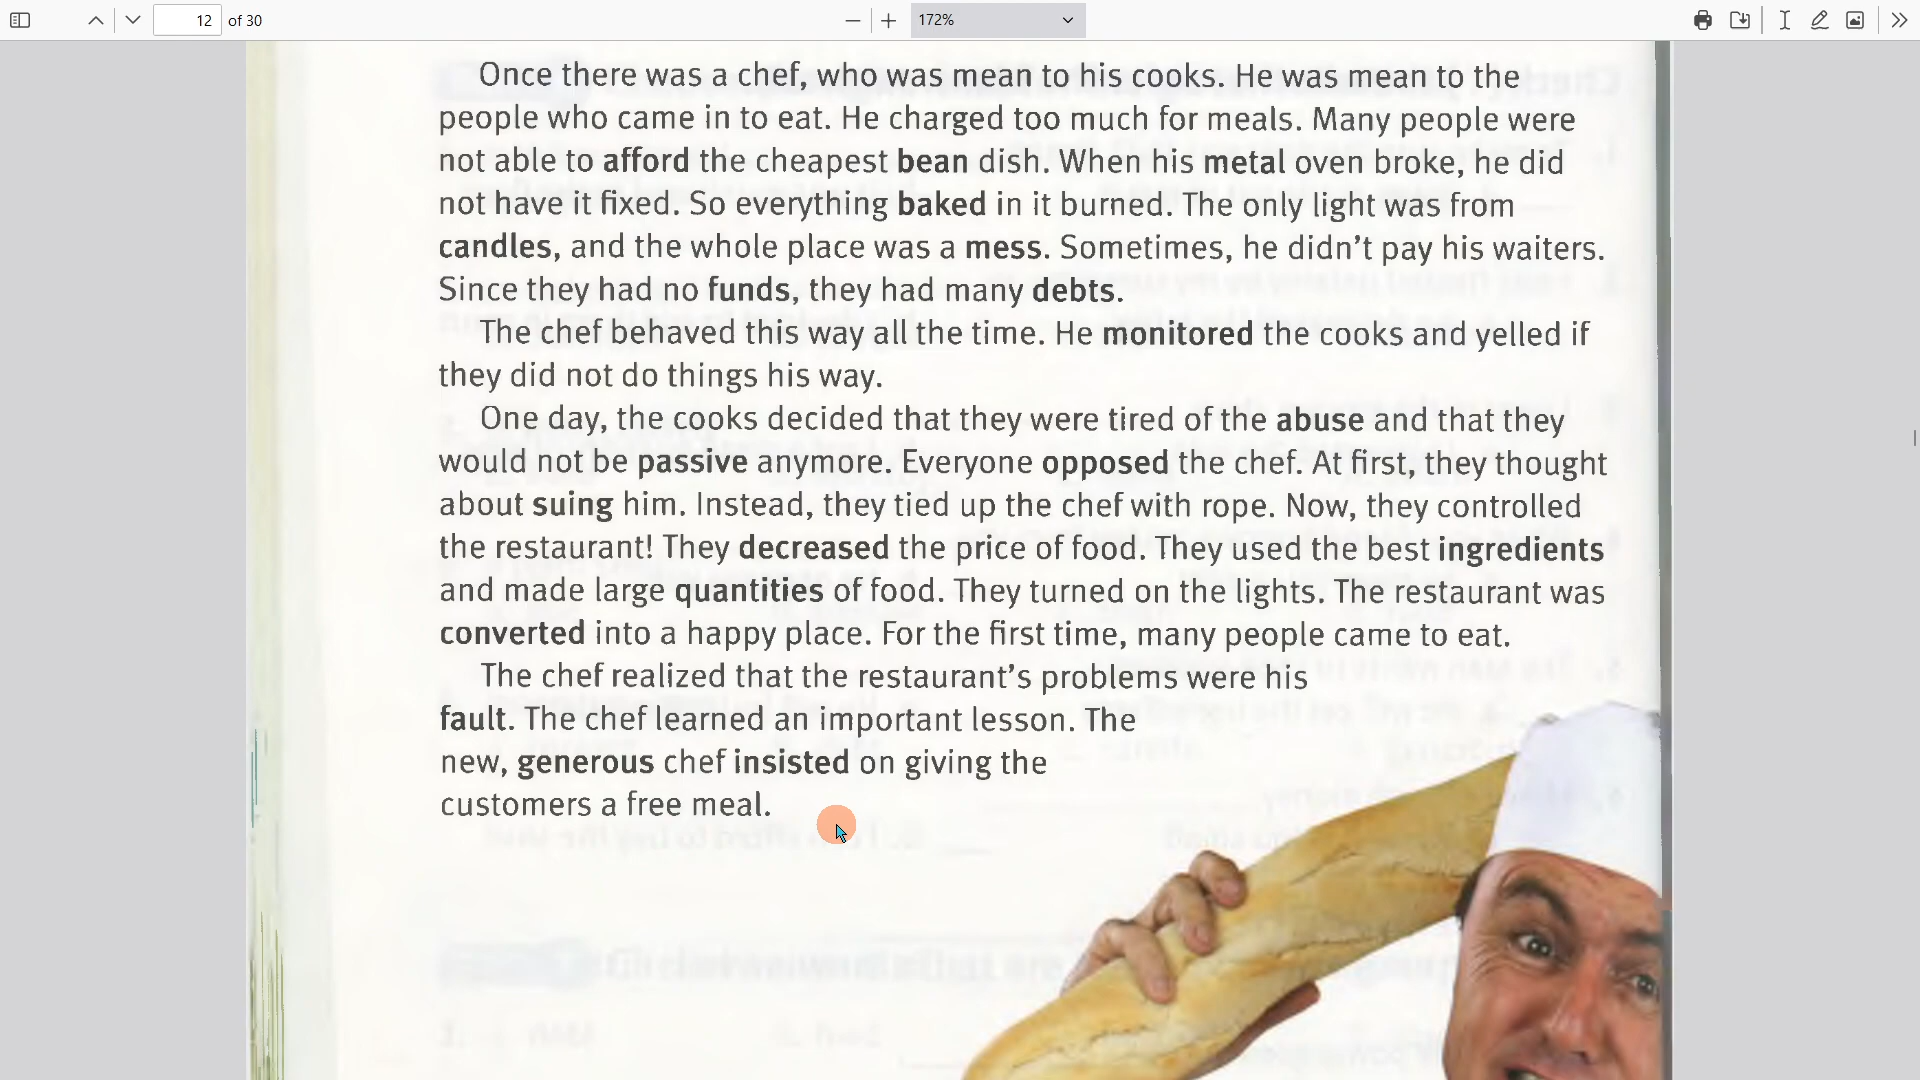 12 of 30
172%
Once there was a chef, who was mean to his cooks. He was mean to the
people who came in to eat. He charged too much for meals. Many people were
not able to afford the cheapest bean dish. When his metal oven broke, he did
not have it fixed. So everything baked in it burned. The only light was from
candles, and the whole place was a mess. Sometimes, he didn't pay his waiters.
Since they had no funds, they had many debts.
The chef behaved this way all the time. He monitored the cooks and yelled if
they did not do things his way.
One day, the cooks decided that they were tired of the abuse and that they
would not be passive anymore. Everyone opposed the chef. At first, they thought
about suing him. Instead, they tied up the chef with rope. Now, they controlled
the restaurant! They decreased the price of food. They used the best ingredients
and made large quantities of food. They turned on the lights. The restaurant was
converted into a happy place. For the first time, many people came to eat.
The chef realized that the restaurant's problems were his
fault. The chef learned an important lesson. The
new, generous chef insisted on giving the
customers a free meal.